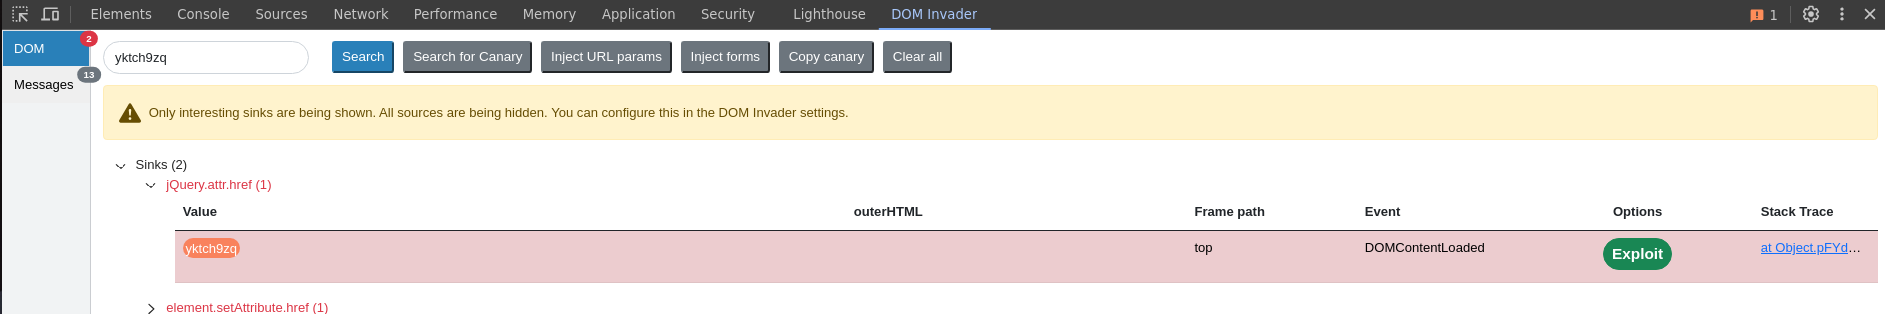 Elements Console Sources Network Performance Memory Application Security Lighthouse DOM Invader 1
DOM 2
Messages 13
yktch9zq Search Search for Canary Inject URL params Inject forms Copy canary Clear all
Only interesting sinks are being shown. All sources are being hidden. You can configure this in the DOM Invader settings.
Sinks (2)
jQuery.attr.href (1)
Value outerHTML Frame path Event Options Stack Trace
yktch9zq top DOMContentLoaded Exploit at Object.pFYd…
element.setAttribute.href (1)